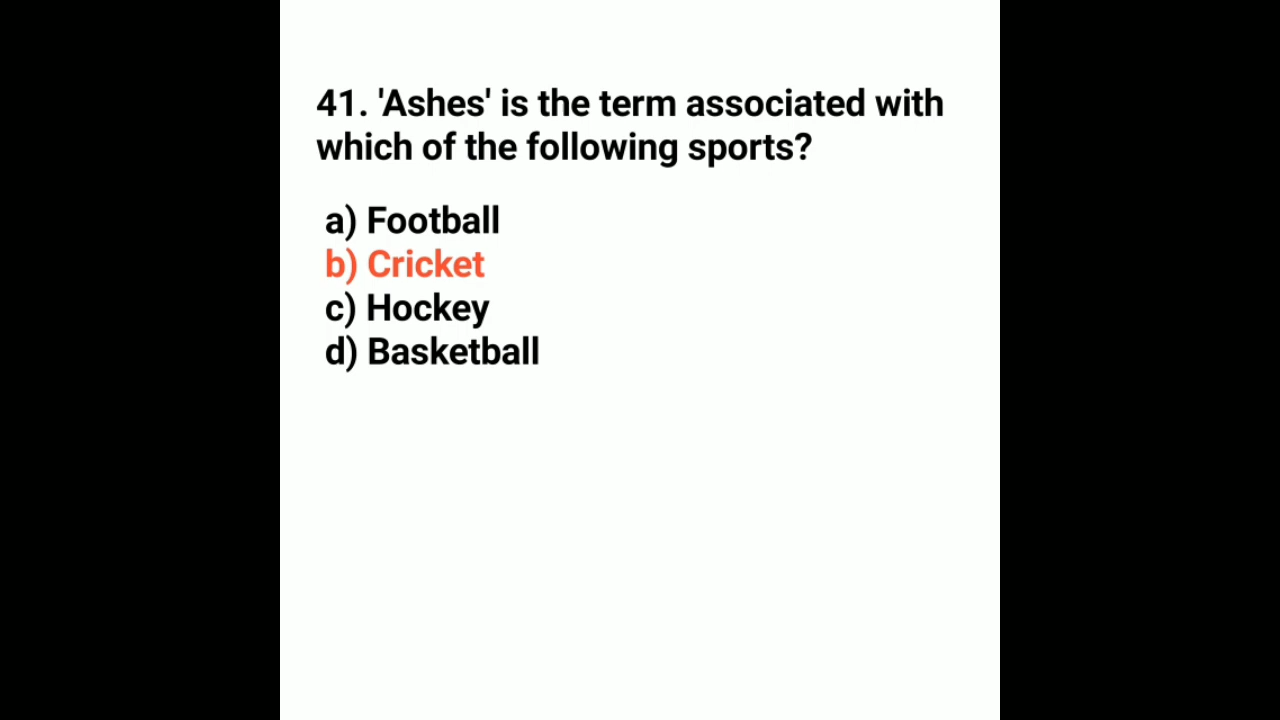 41. 'Ashes' is the term associated with
which of the following sports?
a) Football
b) Cricket
c) Hockey
d) Basketball